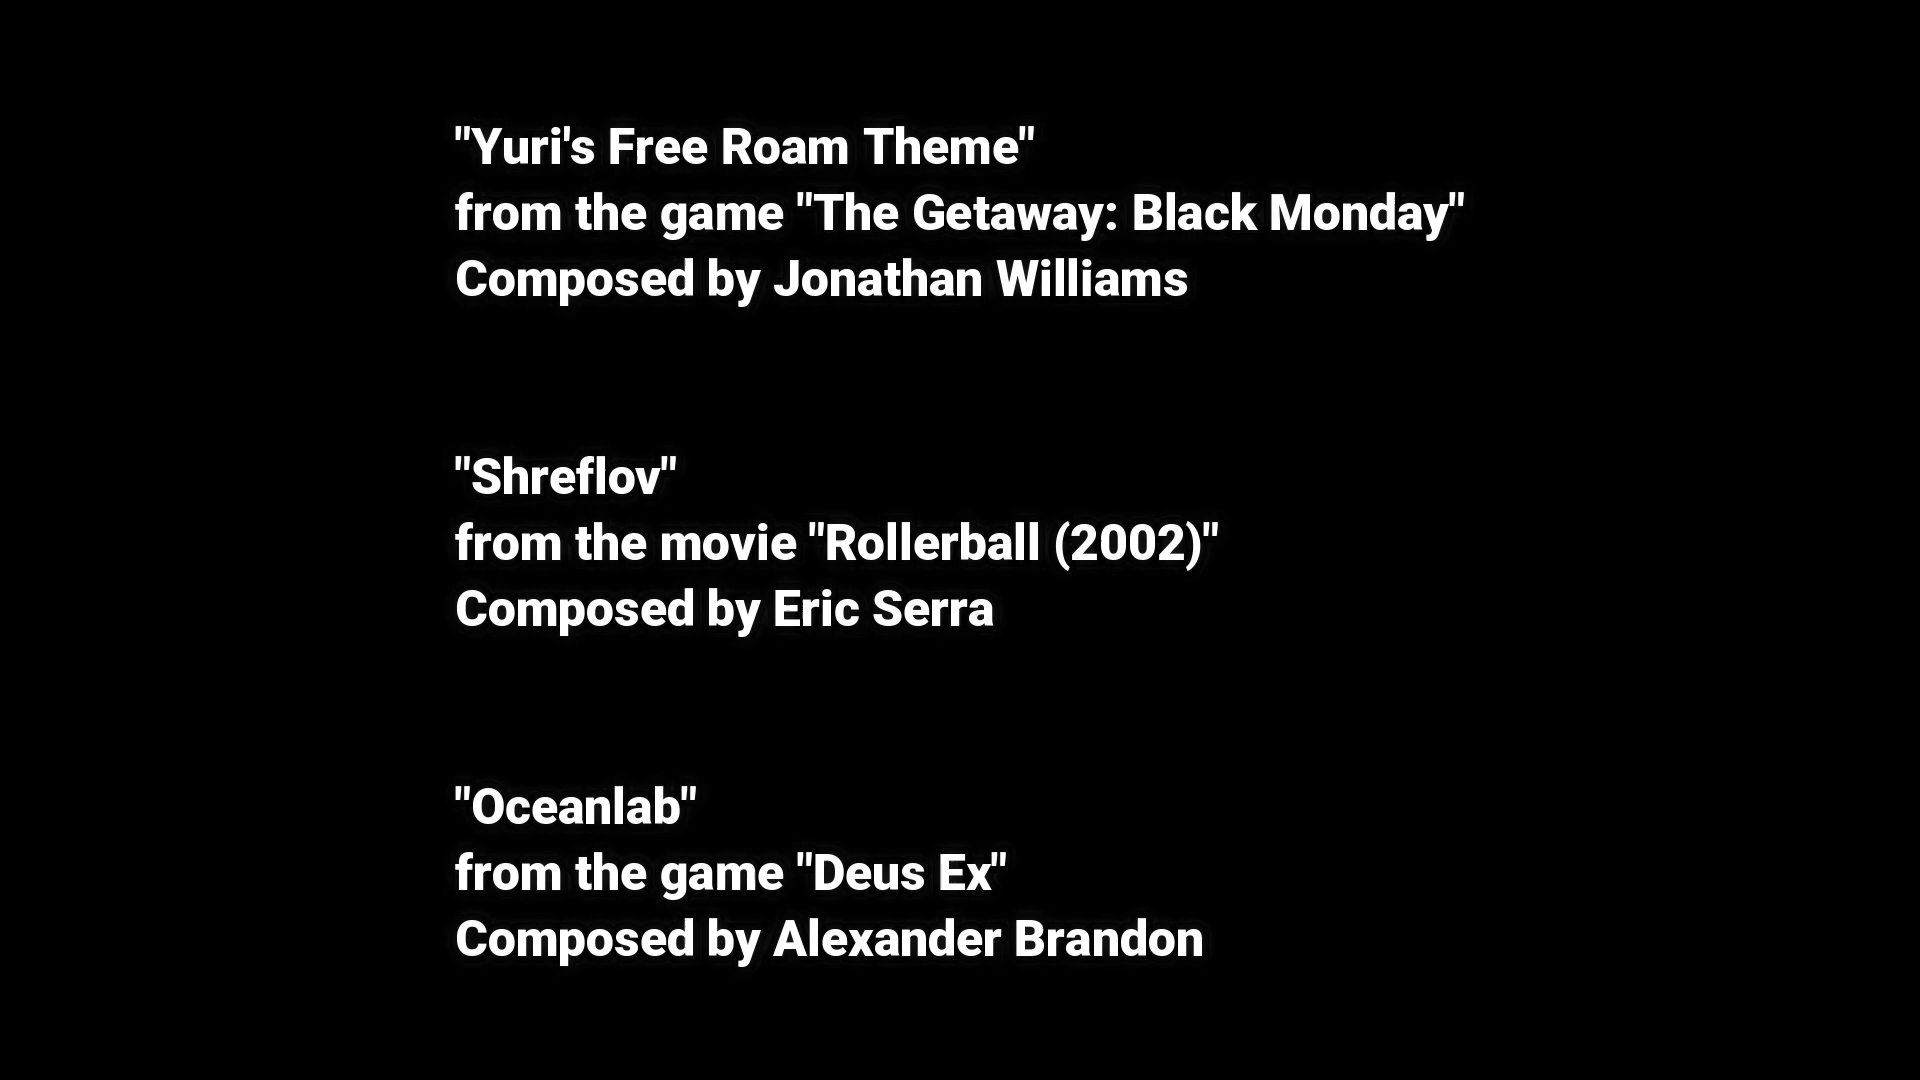 "Yuri's Free Roam Theme"
from the game "The Getaway: Black Monday"
Composed by Jonathan Williams
"Shreflov"
from the movie "Rollerball (2002)"
Composed by Eric Serra
"Oceanlab"
from the game "Deus Ex"
Composed by Alexander Brandon